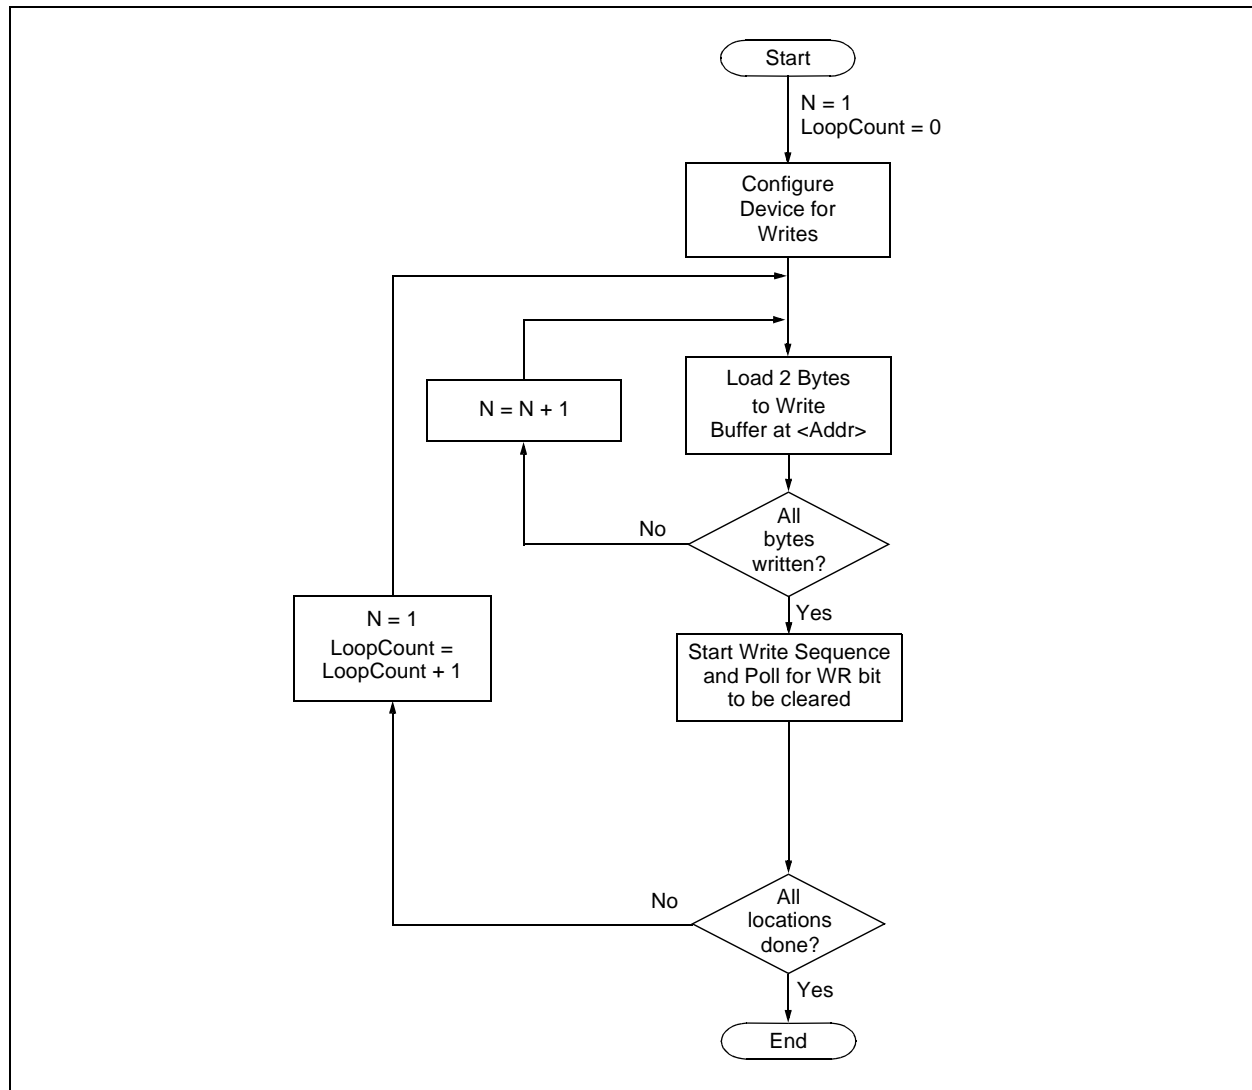 Start
N = 1
LoopCount = 0
Configure
Device for
Writes
Load 2 Bytes
to Write
Buffer at <Addr>
N = N + 1
All
bytes
written?
No
Yes
N = 1
LoopCount =
LoopCount + 1
Start Write Sequence
and Poll for WR bit
to be cleared
All
locations
done?
No
Yes
End